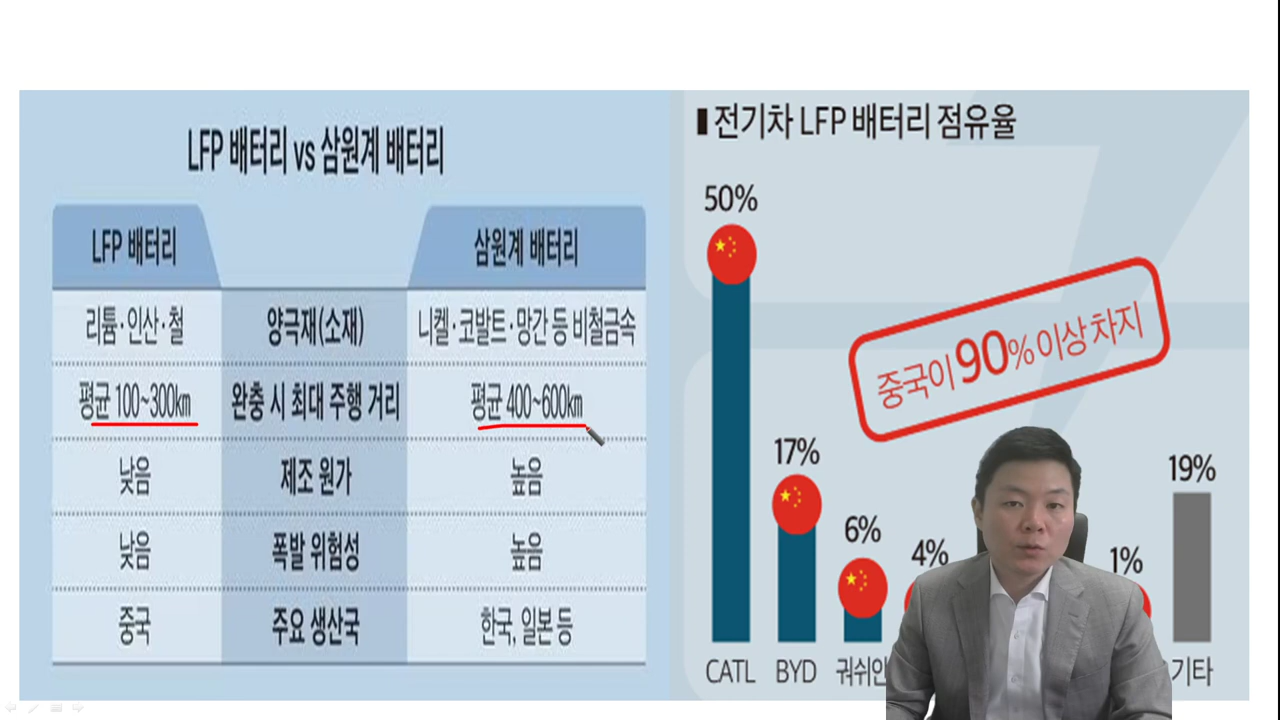 LFP 배터리 vs 삼원계 배터리
LFP 배터리
삼원계 배터리
리튬·인산·철
양극재(소재)
니켈·코발트·망간 등 비철금속
평균 100~300km
완충 시 최대 주행 거리
평균 400~600km
낮음
제조 원가
높음
낮음
폭발 위험성
높음
중국
주요 생산국
한국, 일본 등
전기차 LFP 배터리 점유율
50%
중국이 90% 이상 차지
17%
6%
4%
1%
19%
CATL
BYD
궈쉬안
기타